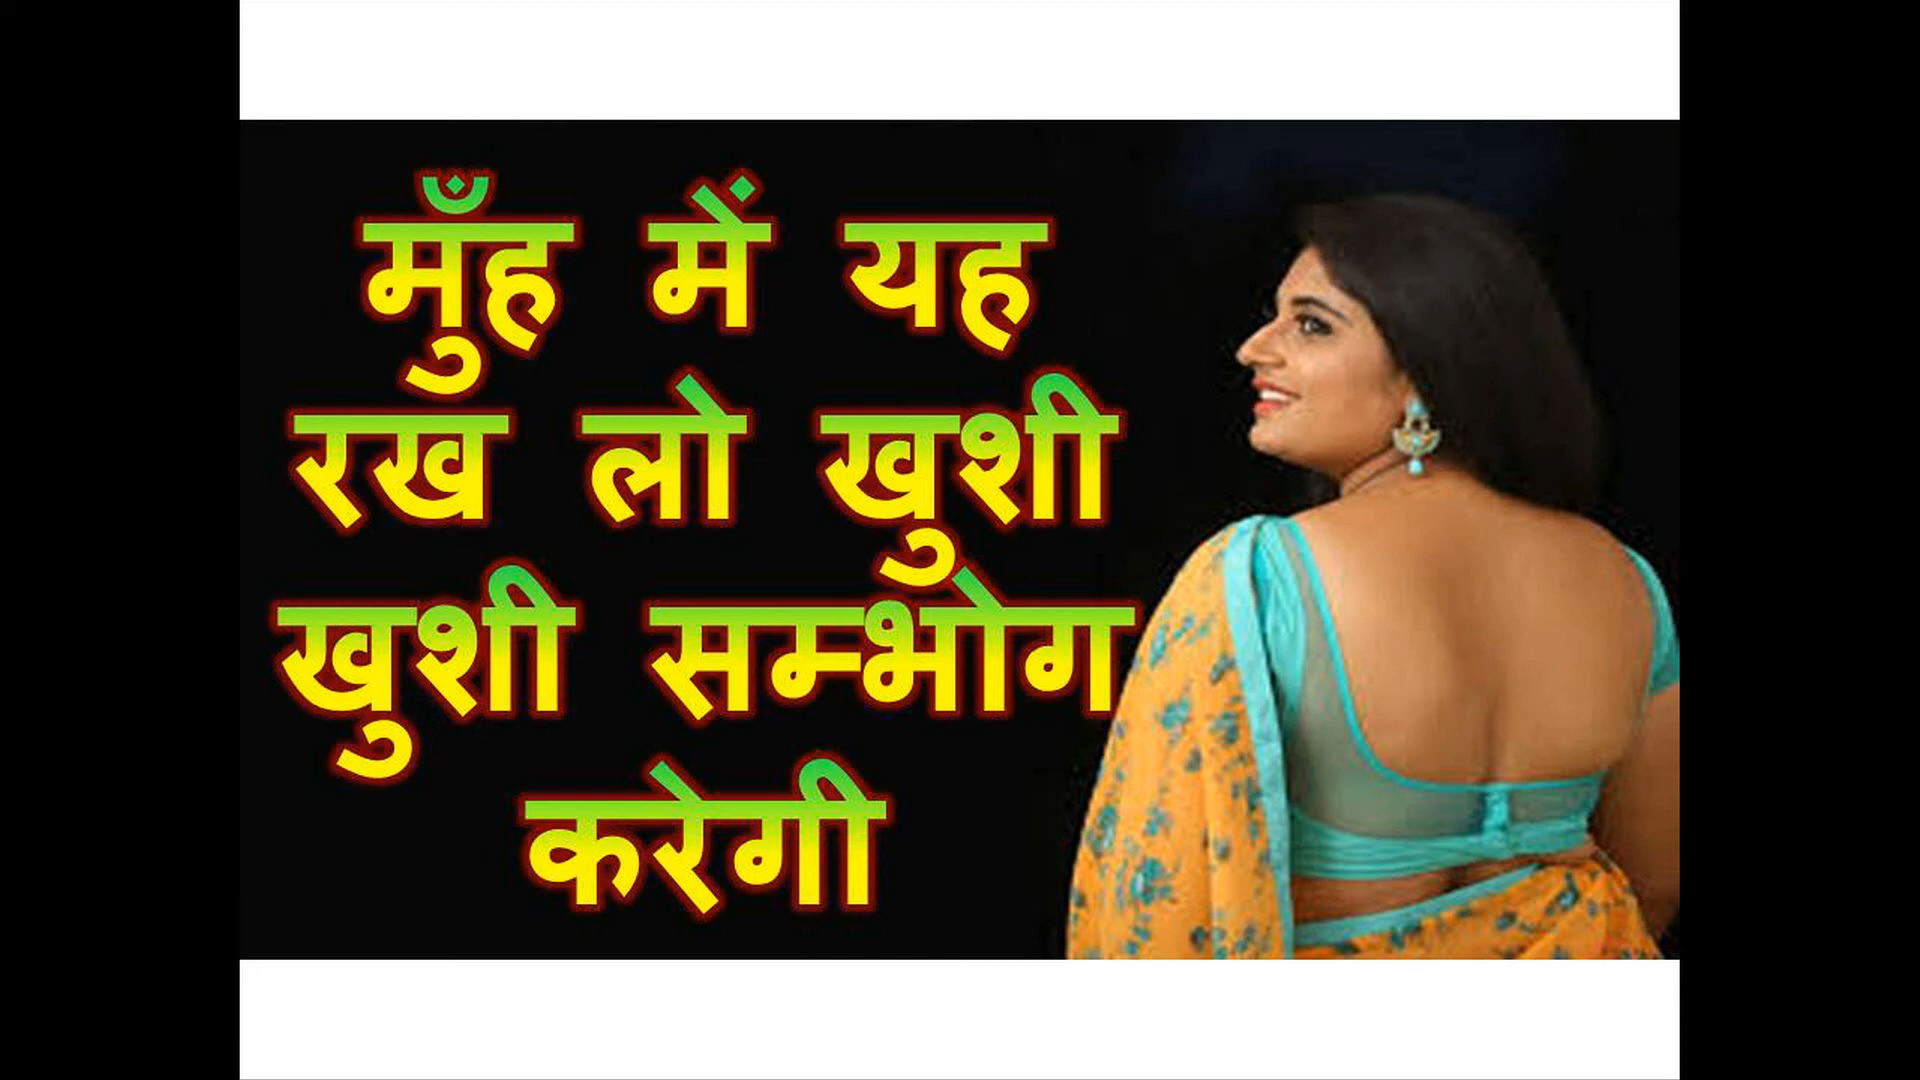 मुँह में यह
रख लो खुशी
खुशी सम्भोग
करेगी